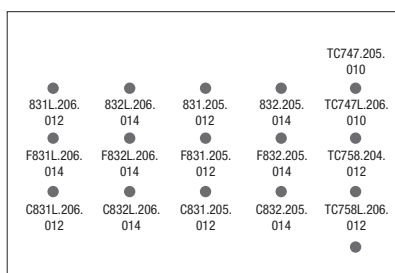 TC747.205.
010
831L.206.
012
832L.206.
014
831.205.
012
832.205.
014
TC747L.206.
010
F831L.206.
014
F832L.206.
014
F831.205.
012
F832.205.
014
TC758.204.
012
C831L.206.
012
C832L.206.
014
C831.205.
012
C832.205.
014
TC758L.206.
012